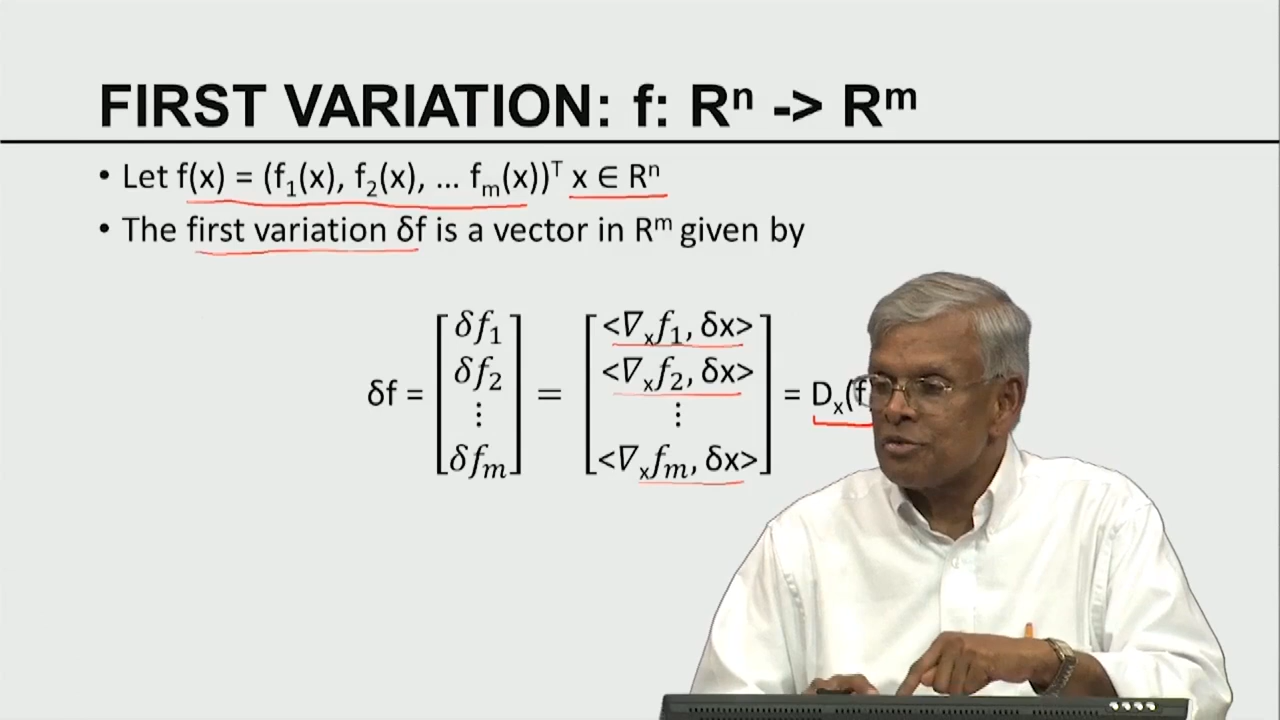 FIRST VARIATION: f: Rⁿ -> Rᵐ
• Let f(x) = (f₁(x), f₂(x), … fₘ(x))ᵀ x ∈ Rⁿ
• The first variation δf is a vector in Rᵐ given by
δf = [δf₁ δf₂ ⋮ δfₘ] = [<∇ₓf₁, δx> <∇ₓf₂, δx> ⋮ <∇ₓfₘ, δx>] = Dₓ(f